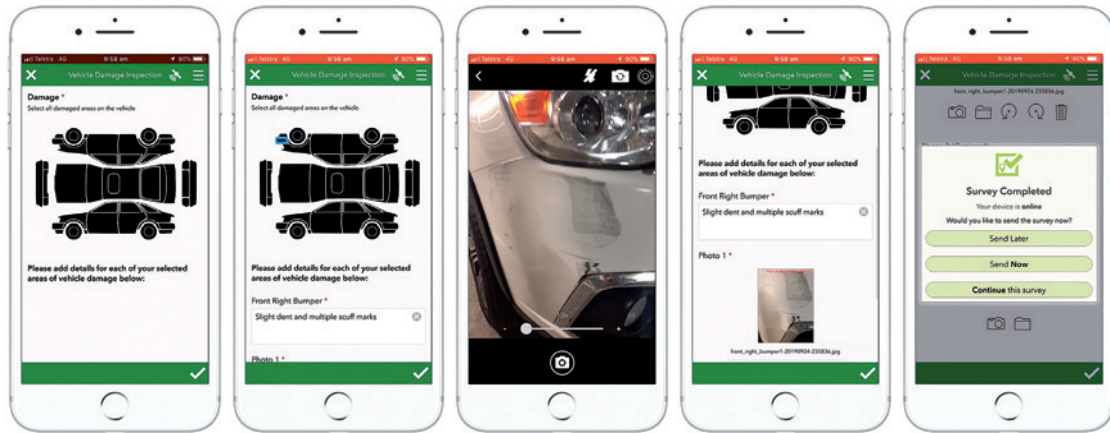 Telstra 4G 9:58 am 90%
Vehicle Damage Inspection
Damage *
Select all damaged areas on the vehicle
Please add details for each of your selected
areas of vehicle damage below:
Telstra 4G 9:58 am 90%
Vehicle Damage Inspection
Damage *
Select all damaged areas on the vehicle
Please add details for each of your selected
areas of vehicle damage below:
Front Right Bumper *
Slight dent and multiple scuff marks
Photo 1 *
- +
Telstra 4G 9:58 am 90%
Vehicle Damage Inspection
Please add details for each of your selected
areas of vehicle damage below:
Front Right Bumper *
Slight dent and multiple scuff marks
Photo 1 *
front_right_bumper1-20190924-235836.jpg
Telstra 4G 9:58 am 90%
Vehicle Damage Inspection
front_right_bumper1-20190924-235836.jpg
Survey Completed
Your device is online
Would you like to send the survey now?
Send Later
Send Now
Continue this survey